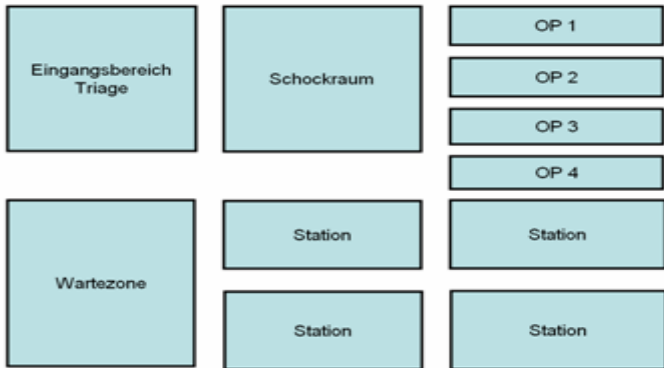 Eingangsbereich
Triage
Schockraum
OP 1
OP 2
OP 3
OP 4
Wartezone
Station
Station
Station
Station